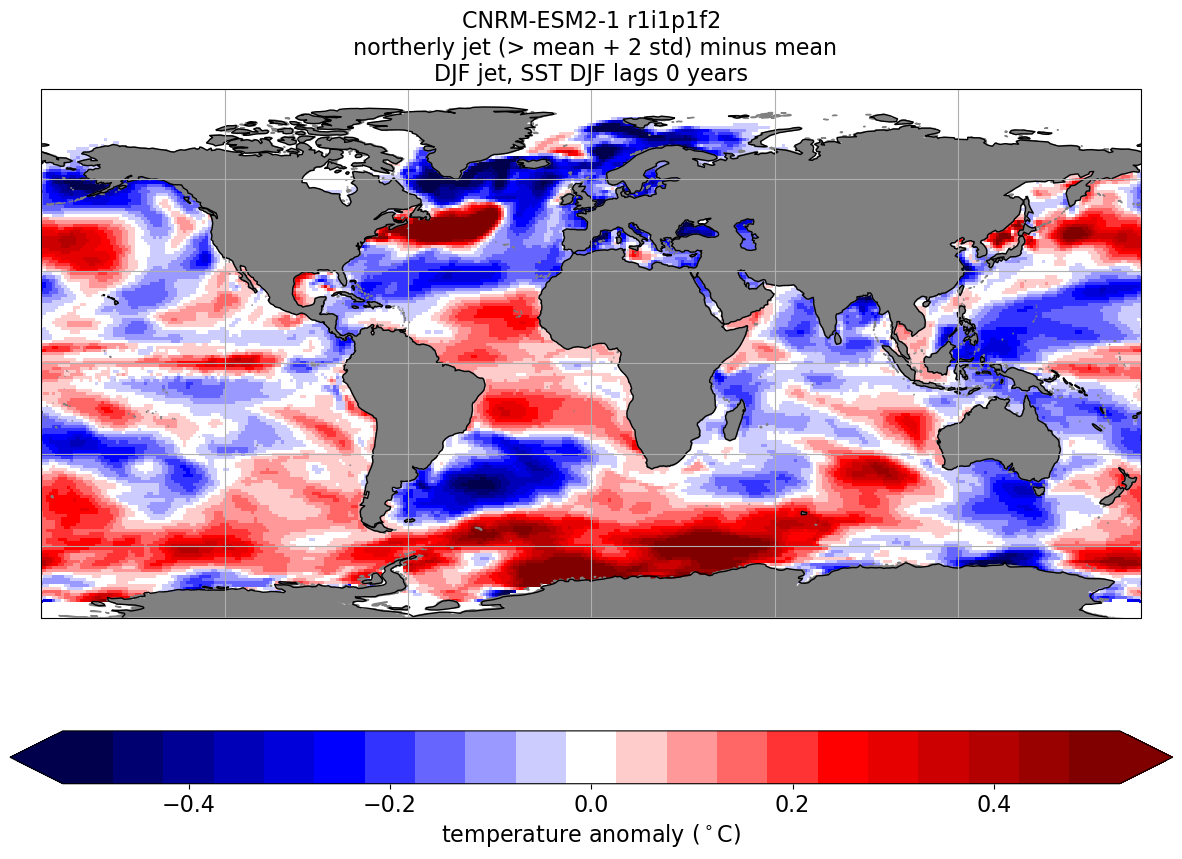 CNRM-ESM2-1 r1i1p1f2
northerly jet (> mean + 2 std) minus mean
DJF jet, SST DJF lags 0 years
−0.4 −0.2 0.0 0.2 0.4
temperature anomaly (°C)